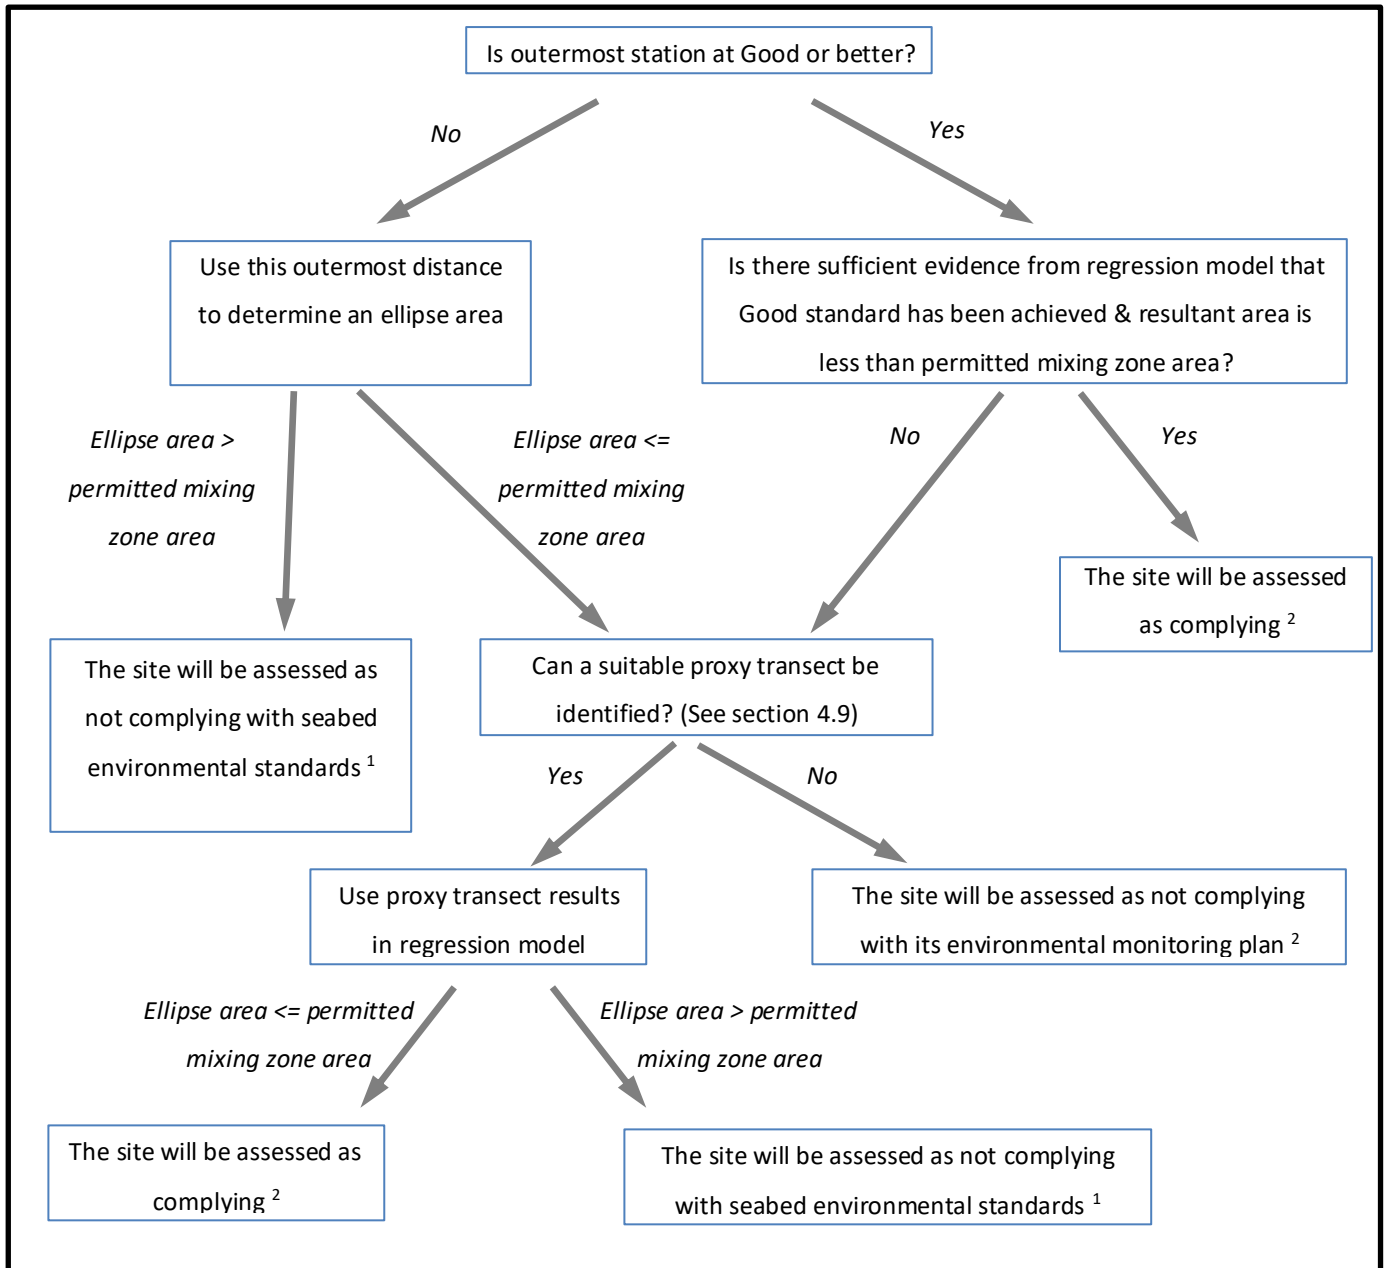 Is outermost station at Good or better?
No
Yes
Use this outermost distance
to determine an ellipse area
Is there sufficient evidence from regression model that
Good standard has been achieved & resultant area is
less than permitted mixing zone area?
Ellipse area >
permitted mixing
zone area
Ellipse area <=
permitted mixing
zone area
No
Yes
The site will be assessed
as complying 2
The site will be assessed as
not complying with seabed
environmental standards 1
Can a suitable proxy transect be
identified? (See section 4.9)
Yes
No
Use proxy transect results
in regression model
The site will be assessed as not complying
with its environmental monitoring plan 2
Ellipse area <= permitted
mixing zone area
Ellipse area > permitted
mixing zone area
The site will be assessed as
complying 2
The site will be assessed as not complying
with seabed environmental standards 1